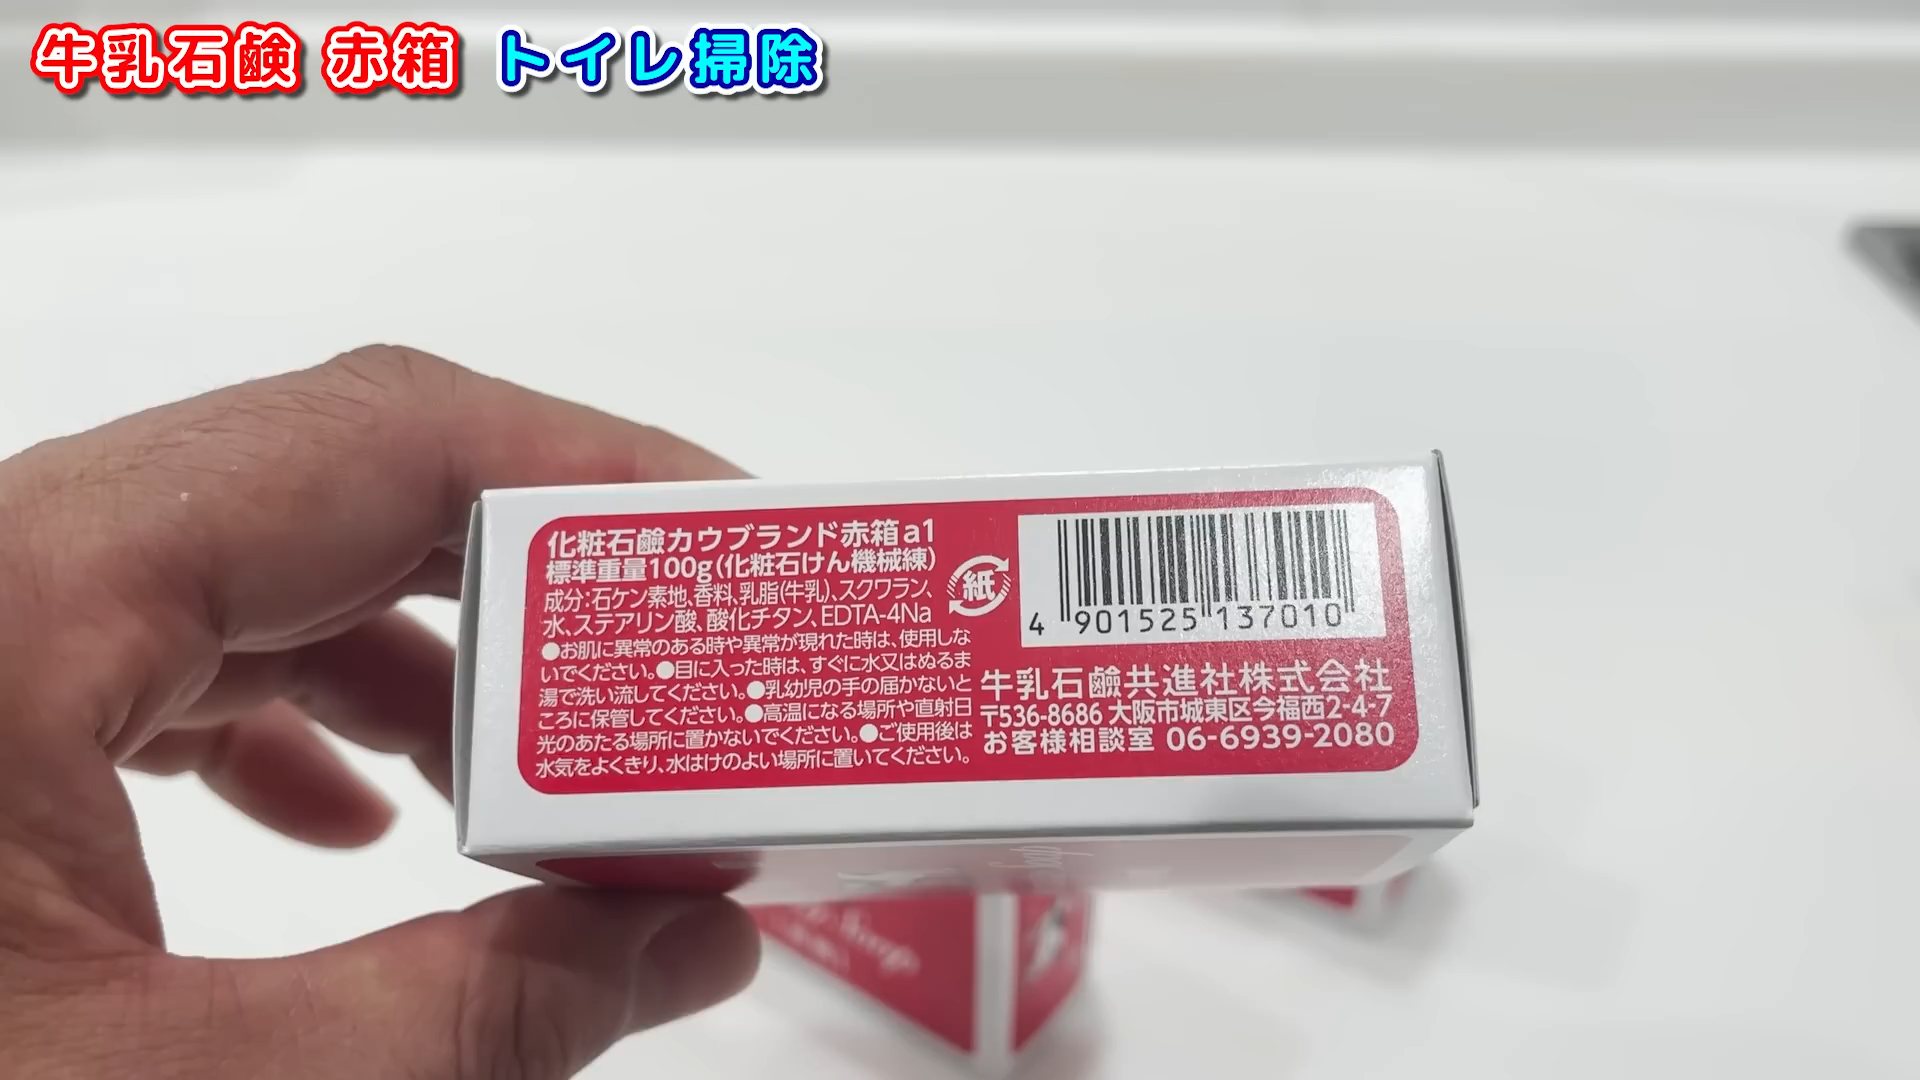 牛乳石鹸 赤箱 トイレ掃除
化粧石鹼カウブランド赤箱a1
標準重量100g(化粧石けん機械練)
成分:石ケン素地、香料、乳脂(牛乳)、スクワラン、
水、ステアリン酸、酸化チタン、EDTA-4Na
●お肌に異常のある時や異常が現れた時は、使用しな
いでください。●目に入った時は、すぐに水又はぬるま
湯で洗い流してください。●乳幼児の手の届かないと
ころに保管してください。●高温になる場所や直射日
光のあたる場所に置かないでください。●ご使用後は
水気をよくきり、水はけのよい場所に置いてください。
紙
4 901525 137010
牛乳石鹼共進社株式会社
〒536-8686 大阪市城東区今福西2-4-7
お客様相談室 06-6939-2080